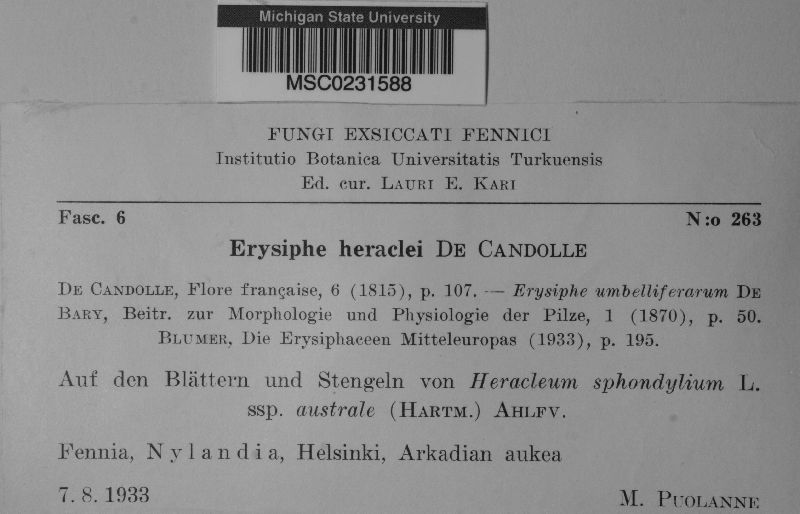 Michigan State University
MSC0231588
FUNGI EXSICCATI FENNICI
Institutio Botanica Universitatis Turkuensis
Ed. cur. LAURI E. KARI
Fasc. 6 N:o 263
Erysiphe heraclei DE CANDOLLE
DE CANDOLLE, Flore française, 6 (1815), p. 107. — Erysiphe umbelliferarum DE
BARY, Beitr. zur Morphologie und Physiologie der Pilze, 1 (1870), p. 50.
BLUMER, Die Erysiphaceen Mitteleuropas (1933), p. 195.
Auf den Blättern und Stengeln von Heracleum sphondylium L.
ssp. australe (HARTM.) AHLFV.
Fennia, Nylandia, Helsinki, Arkadian aukea
7. 8. 1933 M. PUOLANNE